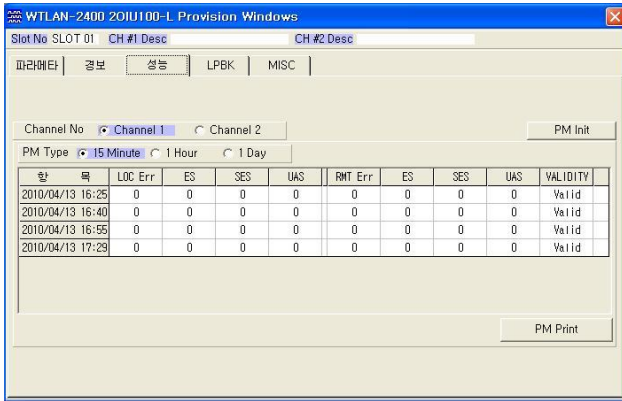 WTLAN-2400 2OIU100-L Provision Windows
Slot No SLOT 01 CH #1 Desc CH #2 Desc
파라메타 경보 성능 LPBK MISC
Channel No Channel 1 Channel 2 PM Init
PM Type 15 Minute 1 Hour 1 Day
항 목 LOC Err ES SES UAS RMT Err ES SES UAS VALIDITY
2010/04/13 16:25 0 0 0 0 0 0 0 0 Valid
2010/04/13 16:40 0 0 0 0 0 0 0 0 Valid
2010/04/13 16:55 0 0 0 0 0 0 0 0 Valid
2010/04/13 17:29 0 0 0 0 0 0 0 0 Valid
PM Print